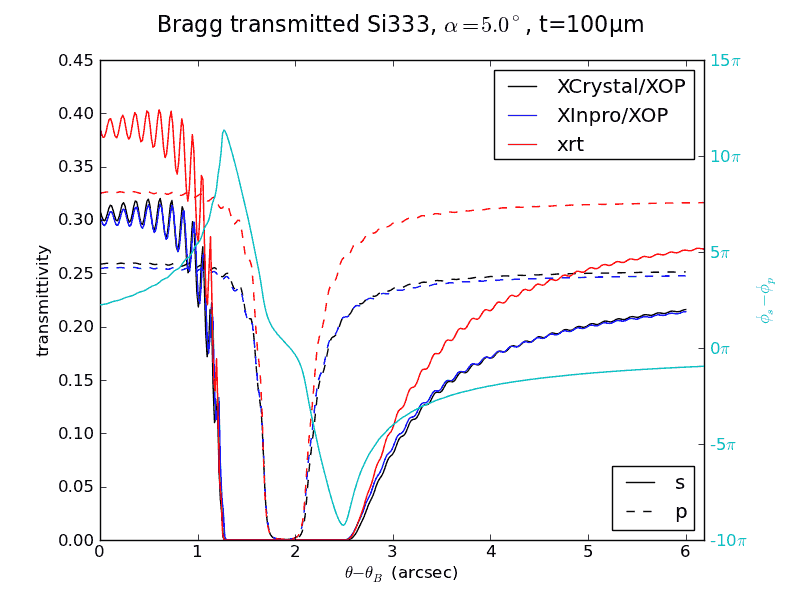 Bragg transmitted Si333, α=5.0°, t=100μm
0.45
0.40
0.35
0.30
0.25
0.20
0.15
0.10
0.05
0.00
transmittivity
XCrystal/XOP
XInpro/XOP
xrt
s
p
15π
10π
5π
0π
-5π
-10π
ϕs−ϕp
0 1 2 3 4 5 6
θ−θB (arcsec)